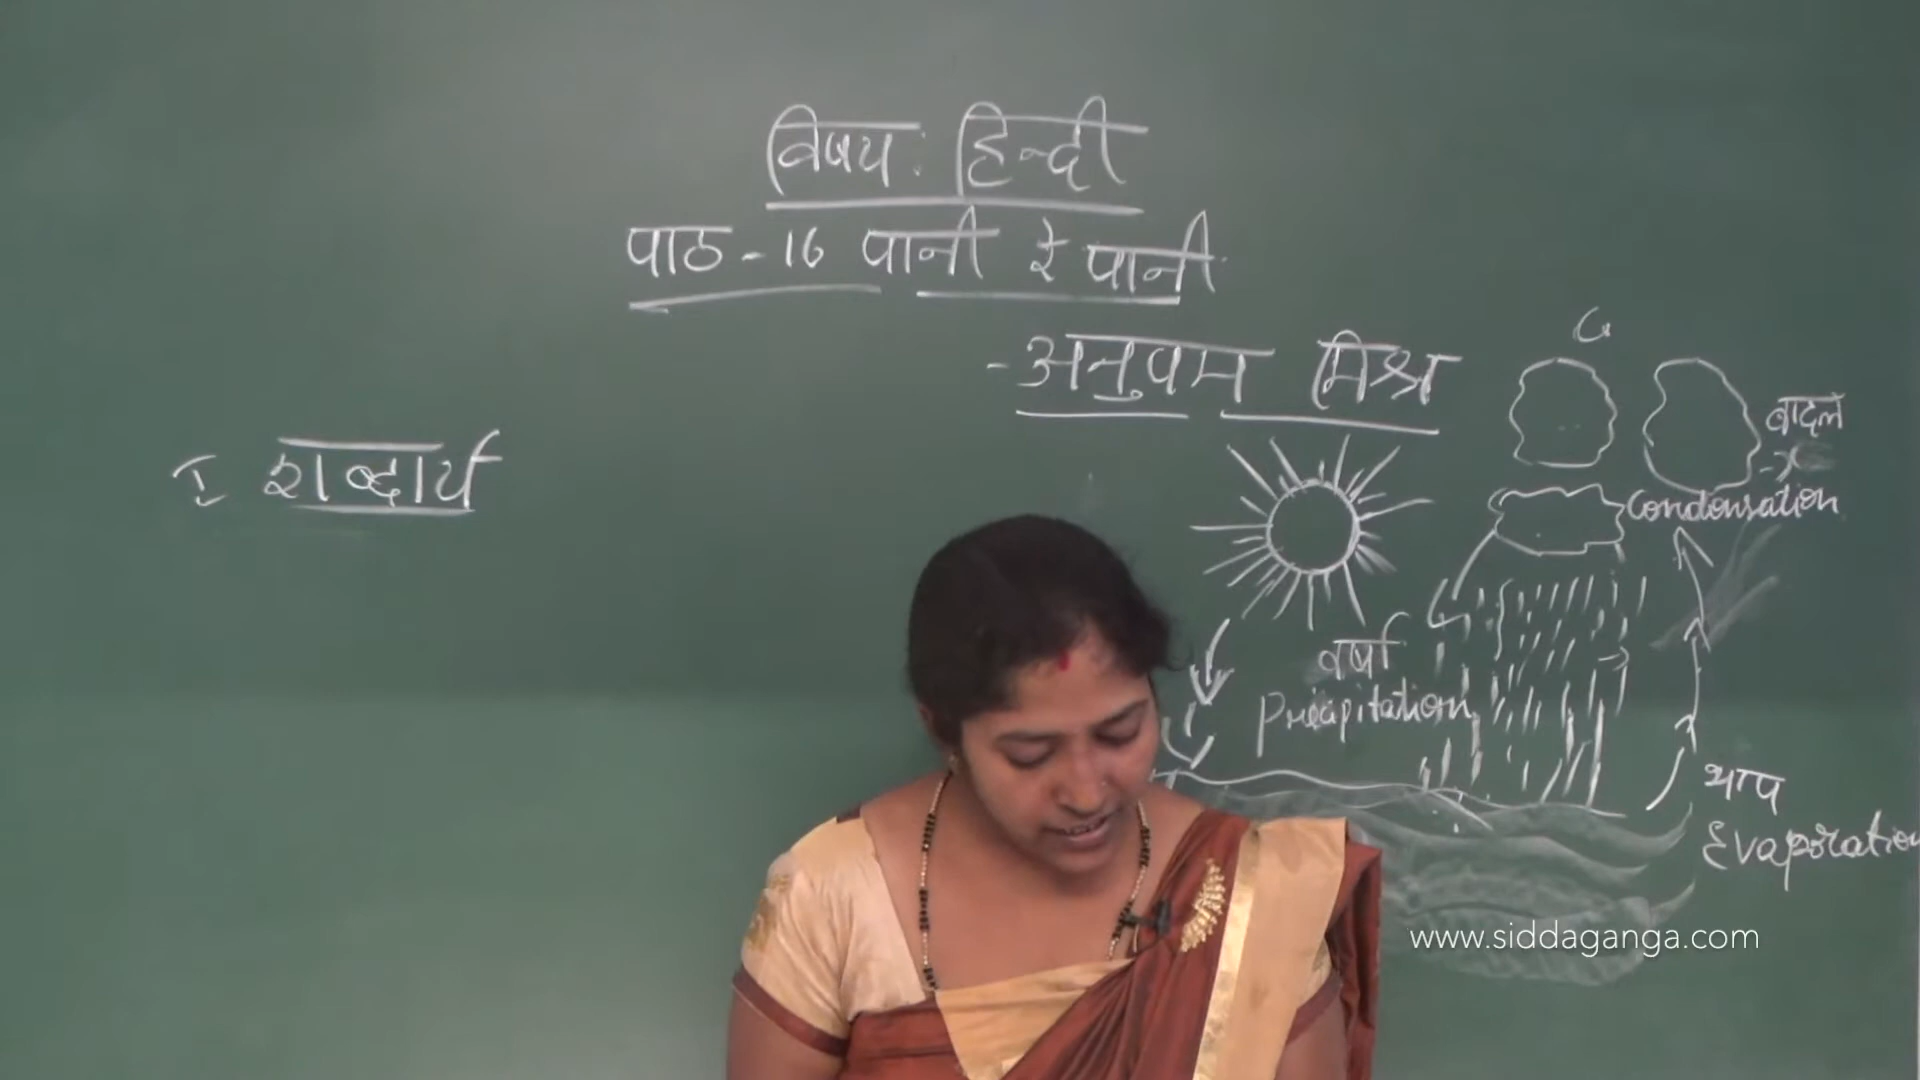 विषय: हिन्दी
पाठ - 16 पानी रे पानी
- अनुपम मिश्र
I शब्दार्थ
बादल
Condensation
वर्षा
Precipitation
भाप
Evaporation
www.siddaganga.com